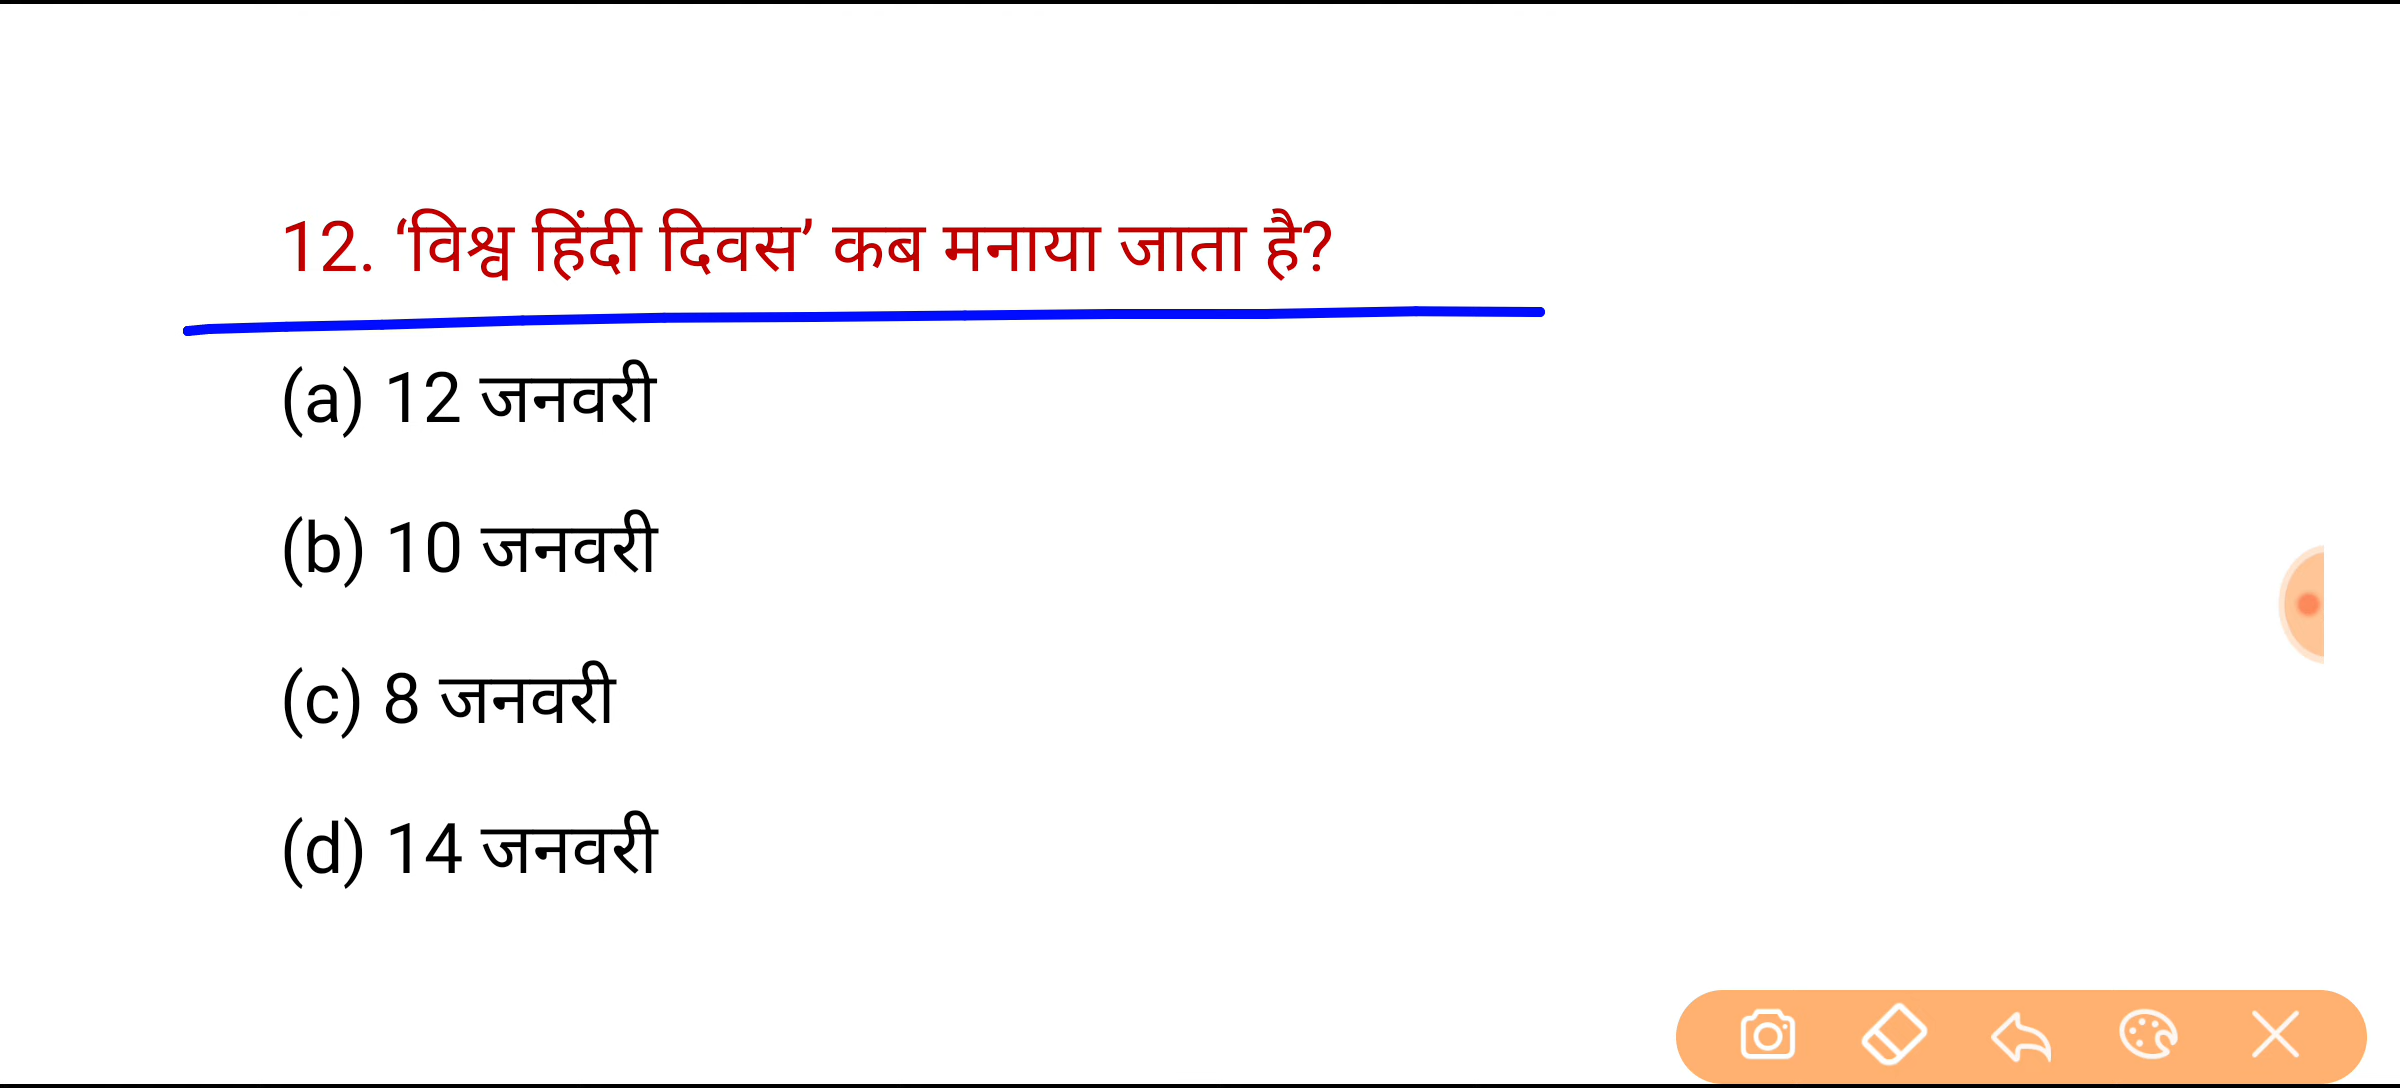 12. ‘विश्व हिंदी दिवस’ कब मनाया जाता है?
(a) 12 जनवरी
(b) 10 जनवरी
(c) 8 जनवरी
(d) 14 जनवरी